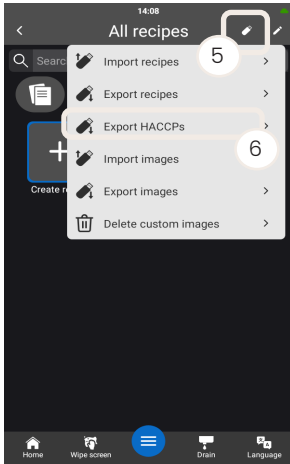 14:08
All recipes
5
Searc
Import recipes
Export recipes
Export HACCPs
6
Import images
Export images
Create re
Delete custom images
Home
Wipe screen
Drain
Language